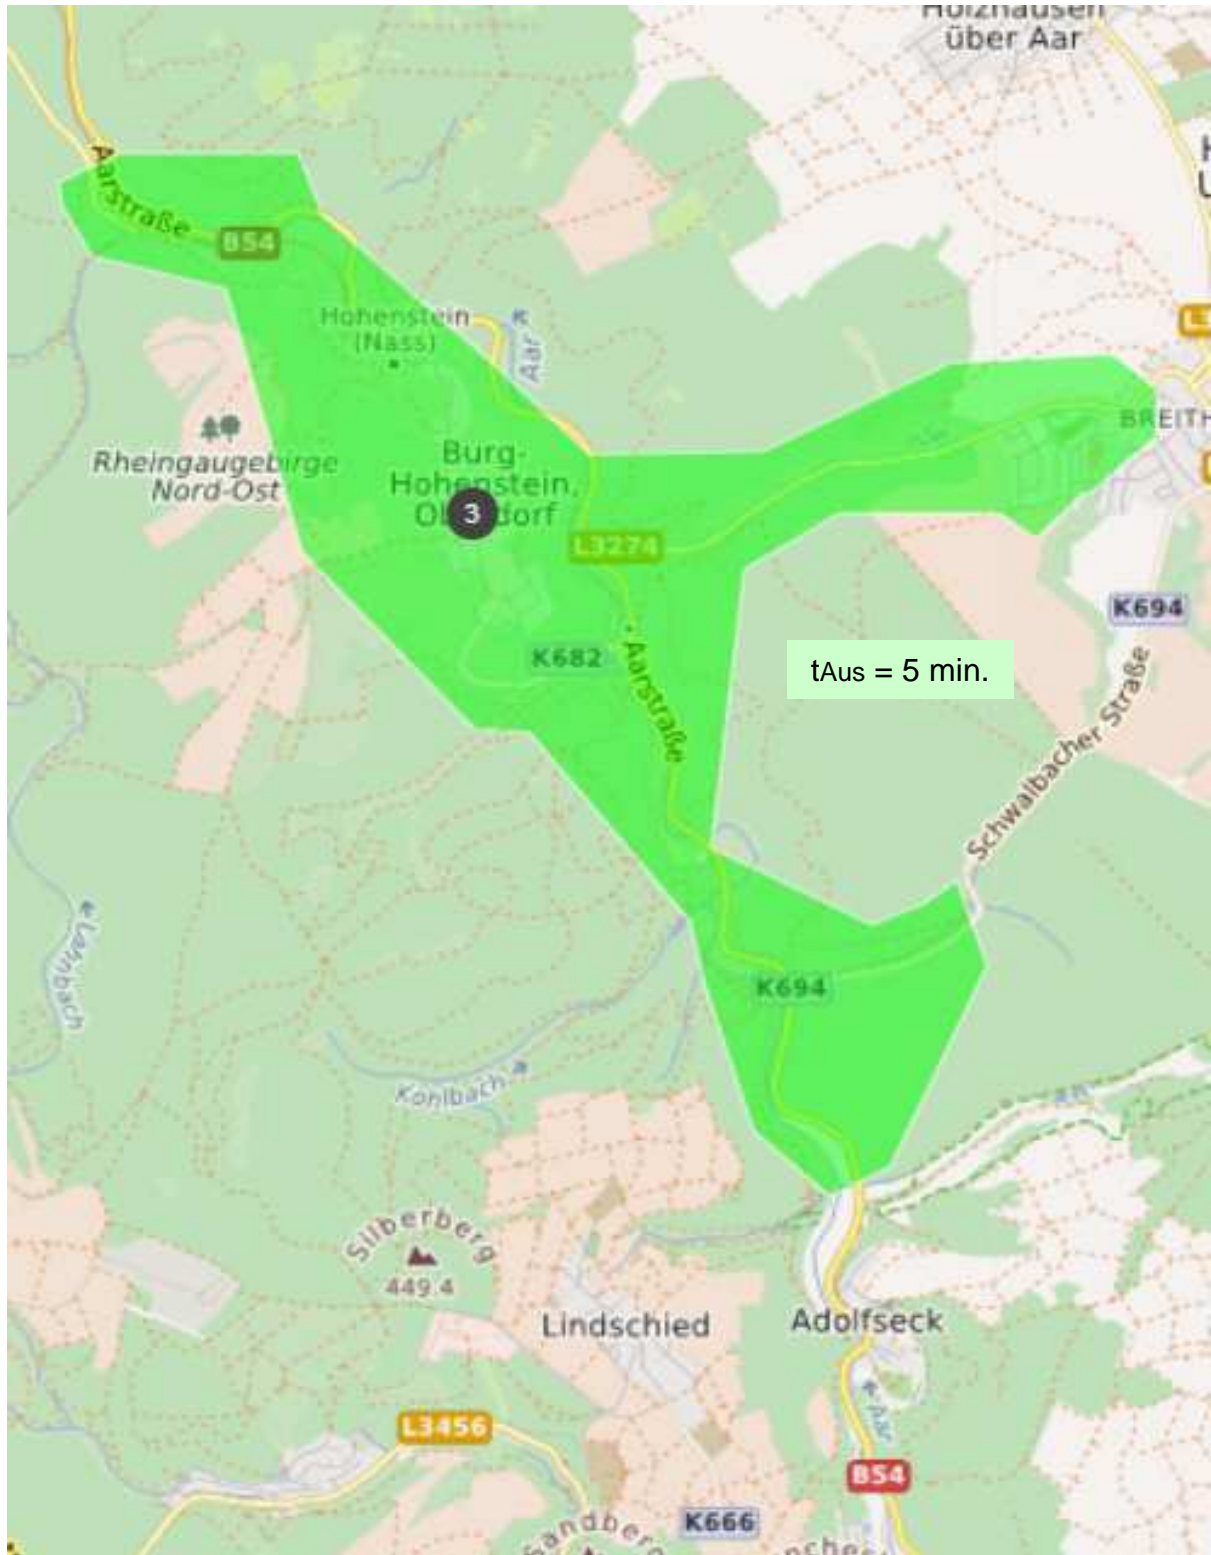 Holzhausen
über Aar
Aarstraße
B54
Hohenstein
(Nass)
Aar
Rheingaugebirge
Nord-Ost
Burg-
Hohenstein,
3
L3274
K682
K694
tAus = 5 min.
Aarstraße
Schwalbacher Straße
K694
Lahnbach
Kohlbach
Silberberg
449.4
Lindschied
Adolfseck
Aar
L3456
B54
K666